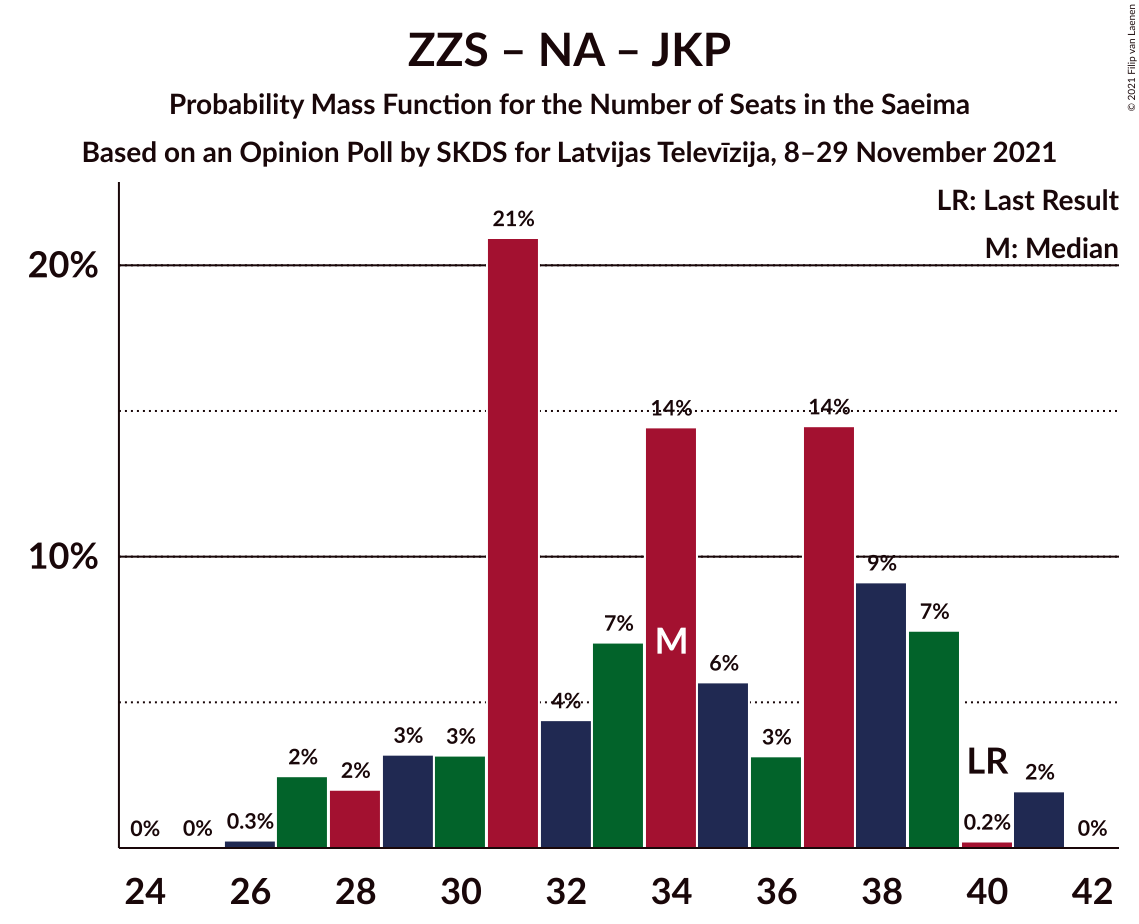 ZZS – NA – JKP
Probability Mass Function for the Number of Seats in the Saeima
Based on an Opinion Poll by SKDS for Latvijas Televīzija, 8–29 November 2021
© 2021 Filip van Laenen
LR: Last Result
M: Median
20%
10%
0%
0%
0.3%
2%
2%
3%
3%
21%
4%
7%
14%
M
6%
3%
14%
9%
7%
LR
0.2%
2%
0%
24 26 28 30 32 34 36 38 40 42